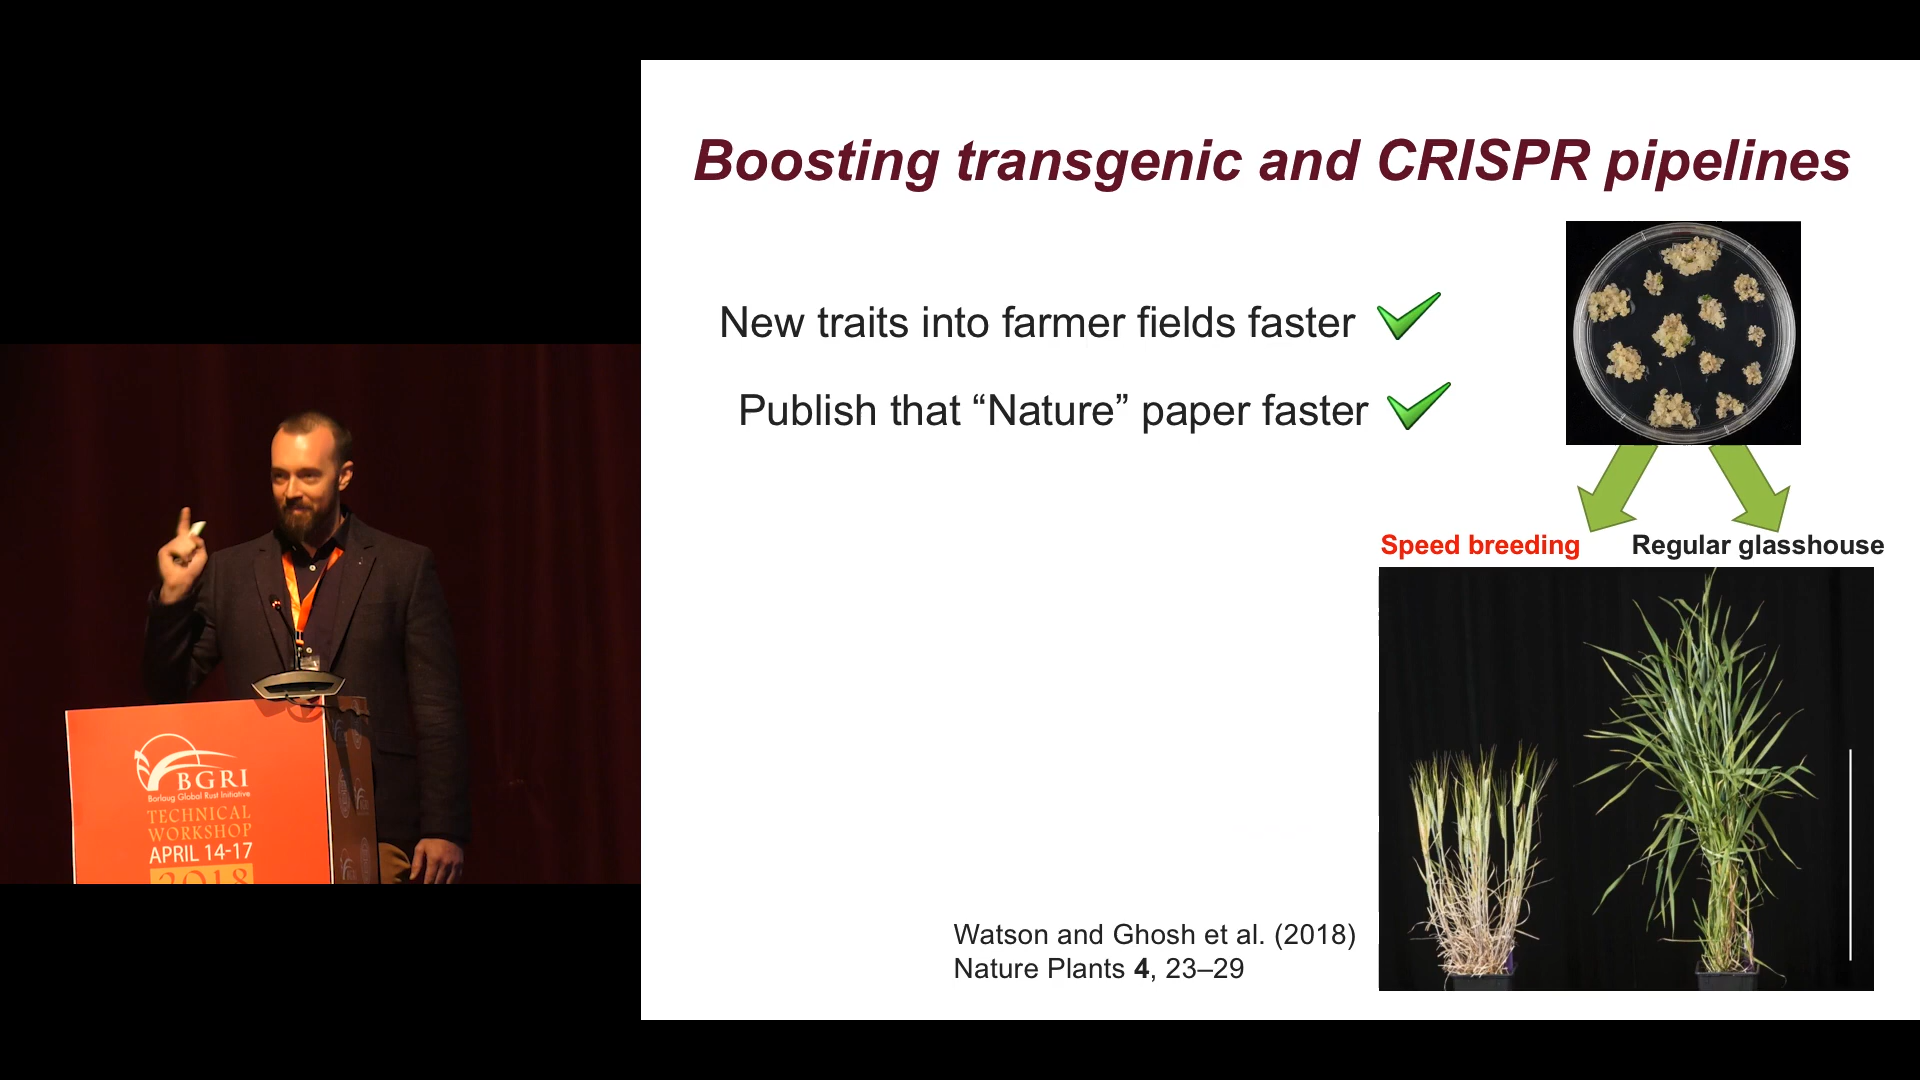 Boosting transgenic and CRISPR pipelines
New traits into farmer fields faster
Publish that “Nature” paper faster
Speed breeding
Regular glasshouse
Watson and Ghosh et al. (2018)
Nature Plants 4, 23–29
BGRI
Borlaug Global Rust Initiative
TECHNICAL
WORKSHOP
APRIL 14-17
2018